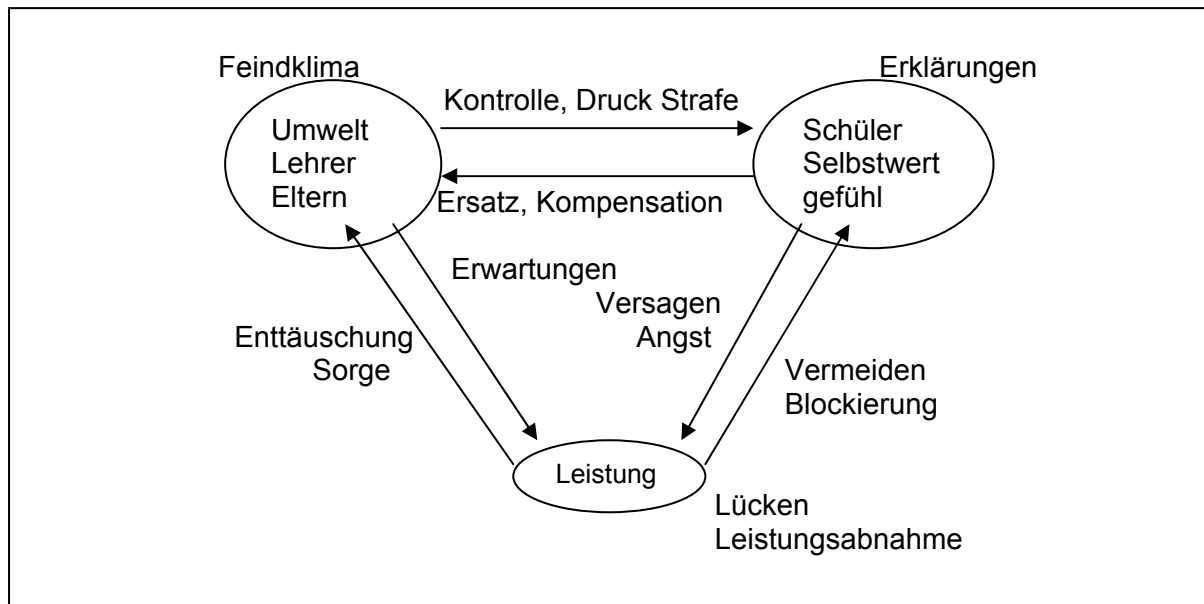 Feindklima
Erklärungen
Kontrolle, Druck Strafe
Umwelt
Lehrer
Eltern
Schüler
Selbstwert
gefühl
Ersatz, Kompensation
Erwartungen
Versagen
Angst
Enttäuschung
Sorge
Vermeiden
Blockierung
Leistung
Lücken
Leistungsabnahme